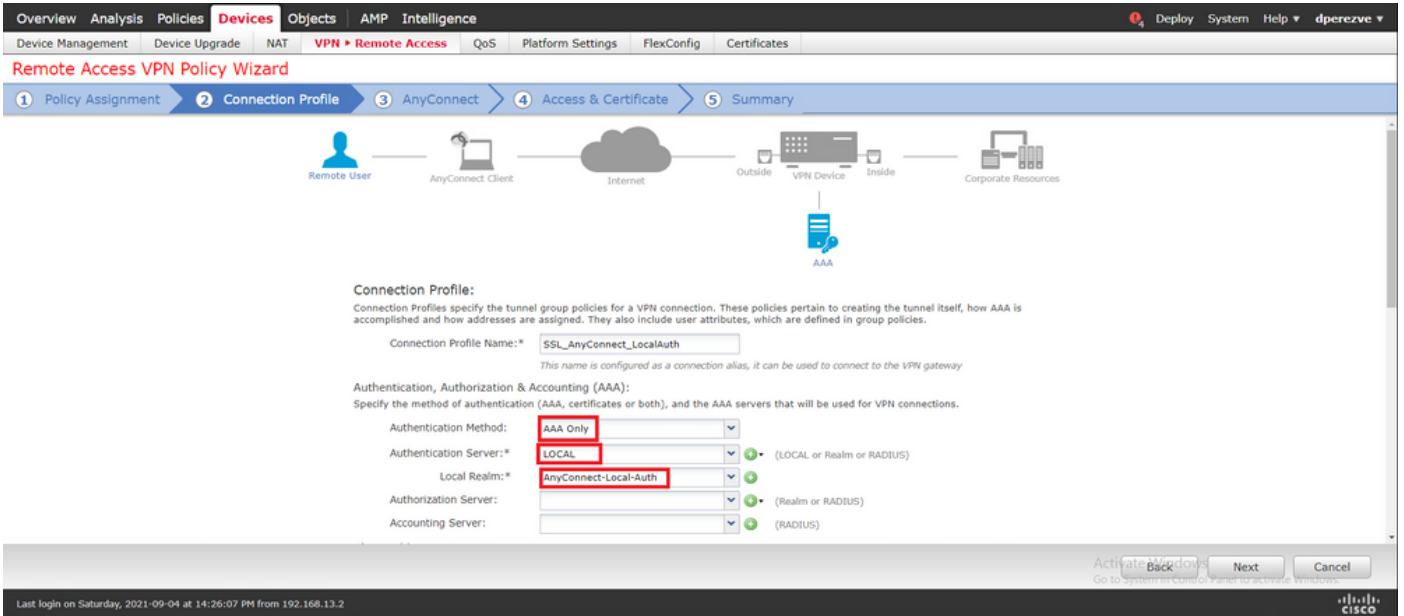 Overview Analysis Policies Devices Objects AMP Intelligence 4 Deploy System Help dperezve
Device Management Device Upgrade NAT VPN ▸ Remote Access QoS Platform Settings FlexConfig Certificates
Remote Access VPN Policy Wizard
1 Policy Assignment 2 Connection Profile 3 AnyConnect 4 Access & Certificate 5 Summary
Remote User AnyConnect Client Internet Outside VPN Device Inside Corporate Resources
AAA
Connection Profile:
Connection Profiles specify the tunnel group policies for a VPN connection. These policies pertain to creating the tunnel itself, how AAA is
accomplished and how addresses are assigned. They also include user attributes, which are defined in group policies.
Connection Profile Name:* SSL_AnyConnect_LocalAuth
This name is configured as a connection alias, it can be used to connect to the VPN gateway
Authentication, Authorization & Accounting (AAA):
Specify the method of authentication (AAA, certificates or both), and the AAA servers that will be used for VPN connections.
Authentication Method: AAA Only
Authentication Server:* LOCAL (LOCAL or Realm or RADIUS)
Local Realm:* AnyConnect-Local-Auth
Authorization Server: (Realm or RADIUS)
Accounting Server: (RADIUS)
Activate Windows
Back Next Cancel
Go to System in Control Panel to activate Windows.
Last login on Saturday, 2021-09-04 at 14:26:07 PM from 192.168.13.2
CISCO